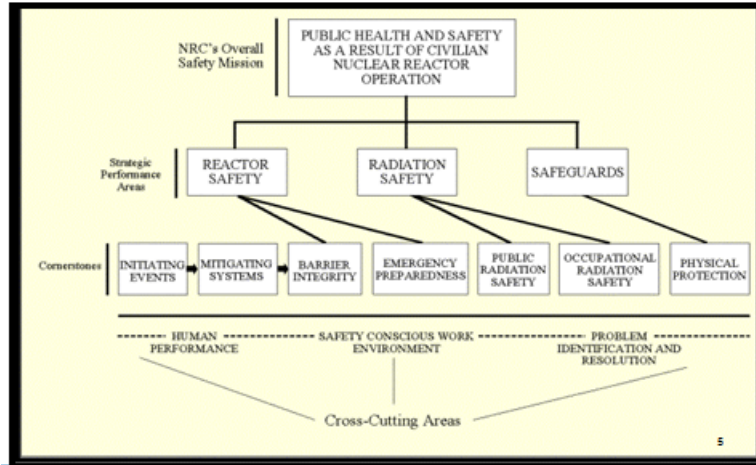 NRC's Overall
Safety Mission
PUBLIC HEALTH AND SAFETY
AS A RESULT OF CIVILIAN
NUCLEAR REACTOR
OPERATION
Strategic
Performance
Areas
REACTOR
SAFETY
RADIATION
SAFETY
SAFEGUARDS
Cornerstones
INITIATING
EVENTS
MITIGATING
SYSTEMS
BARRIER
INTEGRITY
EMERGENCY
PREPAREDNESS
PUBLIC
RADIATION
SAFETY
OCCUPATIONAL
RADIATION
SAFETY
PHYSICAL
PROTECTION
HUMAN
PERFORMANCE
SAFETY CONSCIOUS WORK
ENVIRONMENT
PROBLEM
IDENTIFICATION AND
RESOLUTION
Cross-Cutting Areas
5